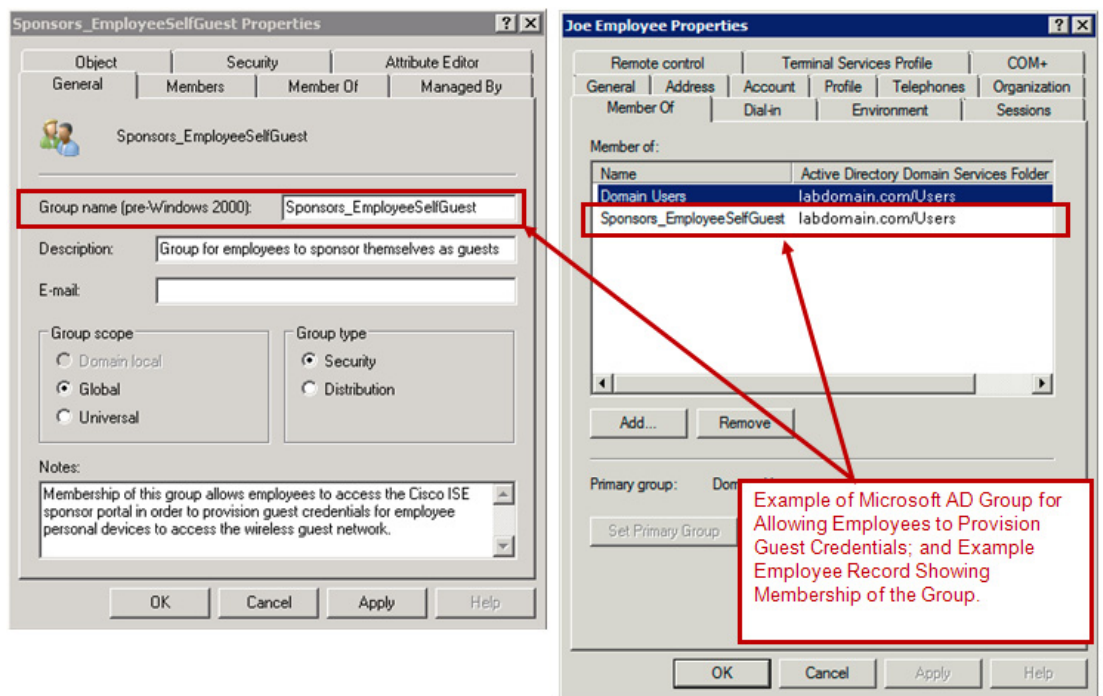 Sponsors_EmployeeSelfGuest Properties
Object Security Attribute Editor
General Members Member Of Managed By
Sponsors_EmployeeSelfGuest
Group name (pre-Windows 2000): Sponsors_EmployeeSelfGuest
Description: Group for employees to sponsor themselves as guests
E-mail:
Group scope
Domain local
Global
Universal
Group type
Security
Distribution
Notes:
Membership of this group allows employees to access the Cisco ISE
sponsor portal in order to provision guest credentials for employee
personal devices to access the wireless guest network.
OK Cancel Apply Help
Joe Employee Properties
Remote control Terminal Services Profile COM+
General Address Account Profile Telephones Organization
Member Of Dial-in Environment Sessions
Member of:
Name Active Directory Domain Services Folder
Domain Users labdomain.com/Users
Sponsors_EmployeeSelfGuest labdomain.com/Users
Add... Remove
Primary group:
Set Primary Group
Example of Microsoft AD Group for
Allowing Employees to Provision
Guest Credentials; and Example
Employee Record Showing
Membership of the Group.
OK Cancel Apply Help